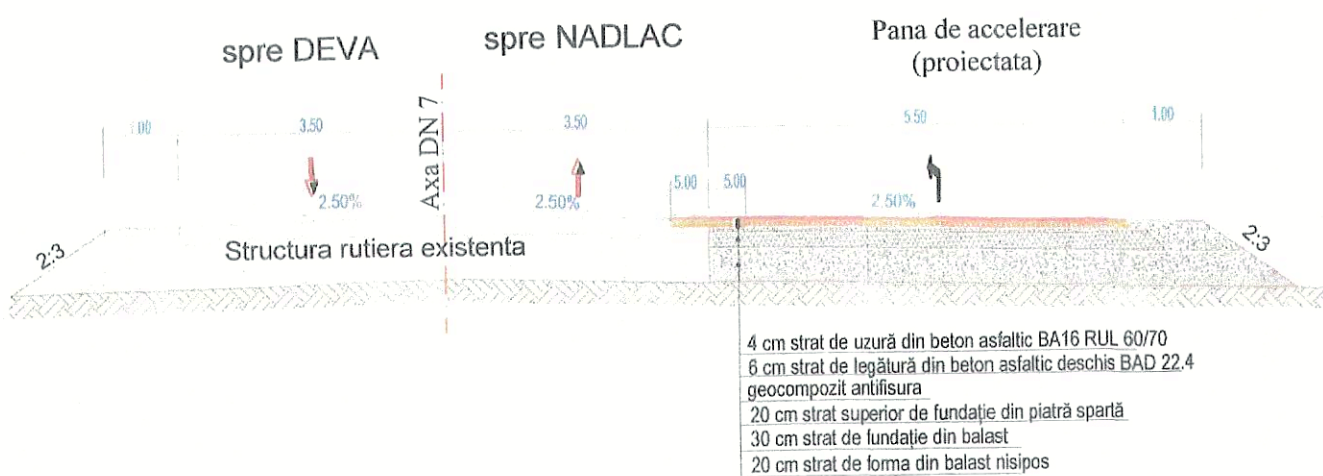 spre DEVA
spre NADLAC
Pana de accelerare
(proiectata)
Axa DN 7
1.00
3.50
3.50
5.50
1.00
5.00
5.00
2.50%
2.50%
2.50%
2:3
Structura rutiera existenta
2:3
4 cm strat de uzură din beton asfaltic BA16 RUL 60/70
6 cm strat de legătură din beton asfaltic deschis BAD 22.4
geocompozit antifisura
20 cm strat superior de fundație din piatră spartă
30 cm strat de fundație din balast
20 cm strat de forma din balast nisipos